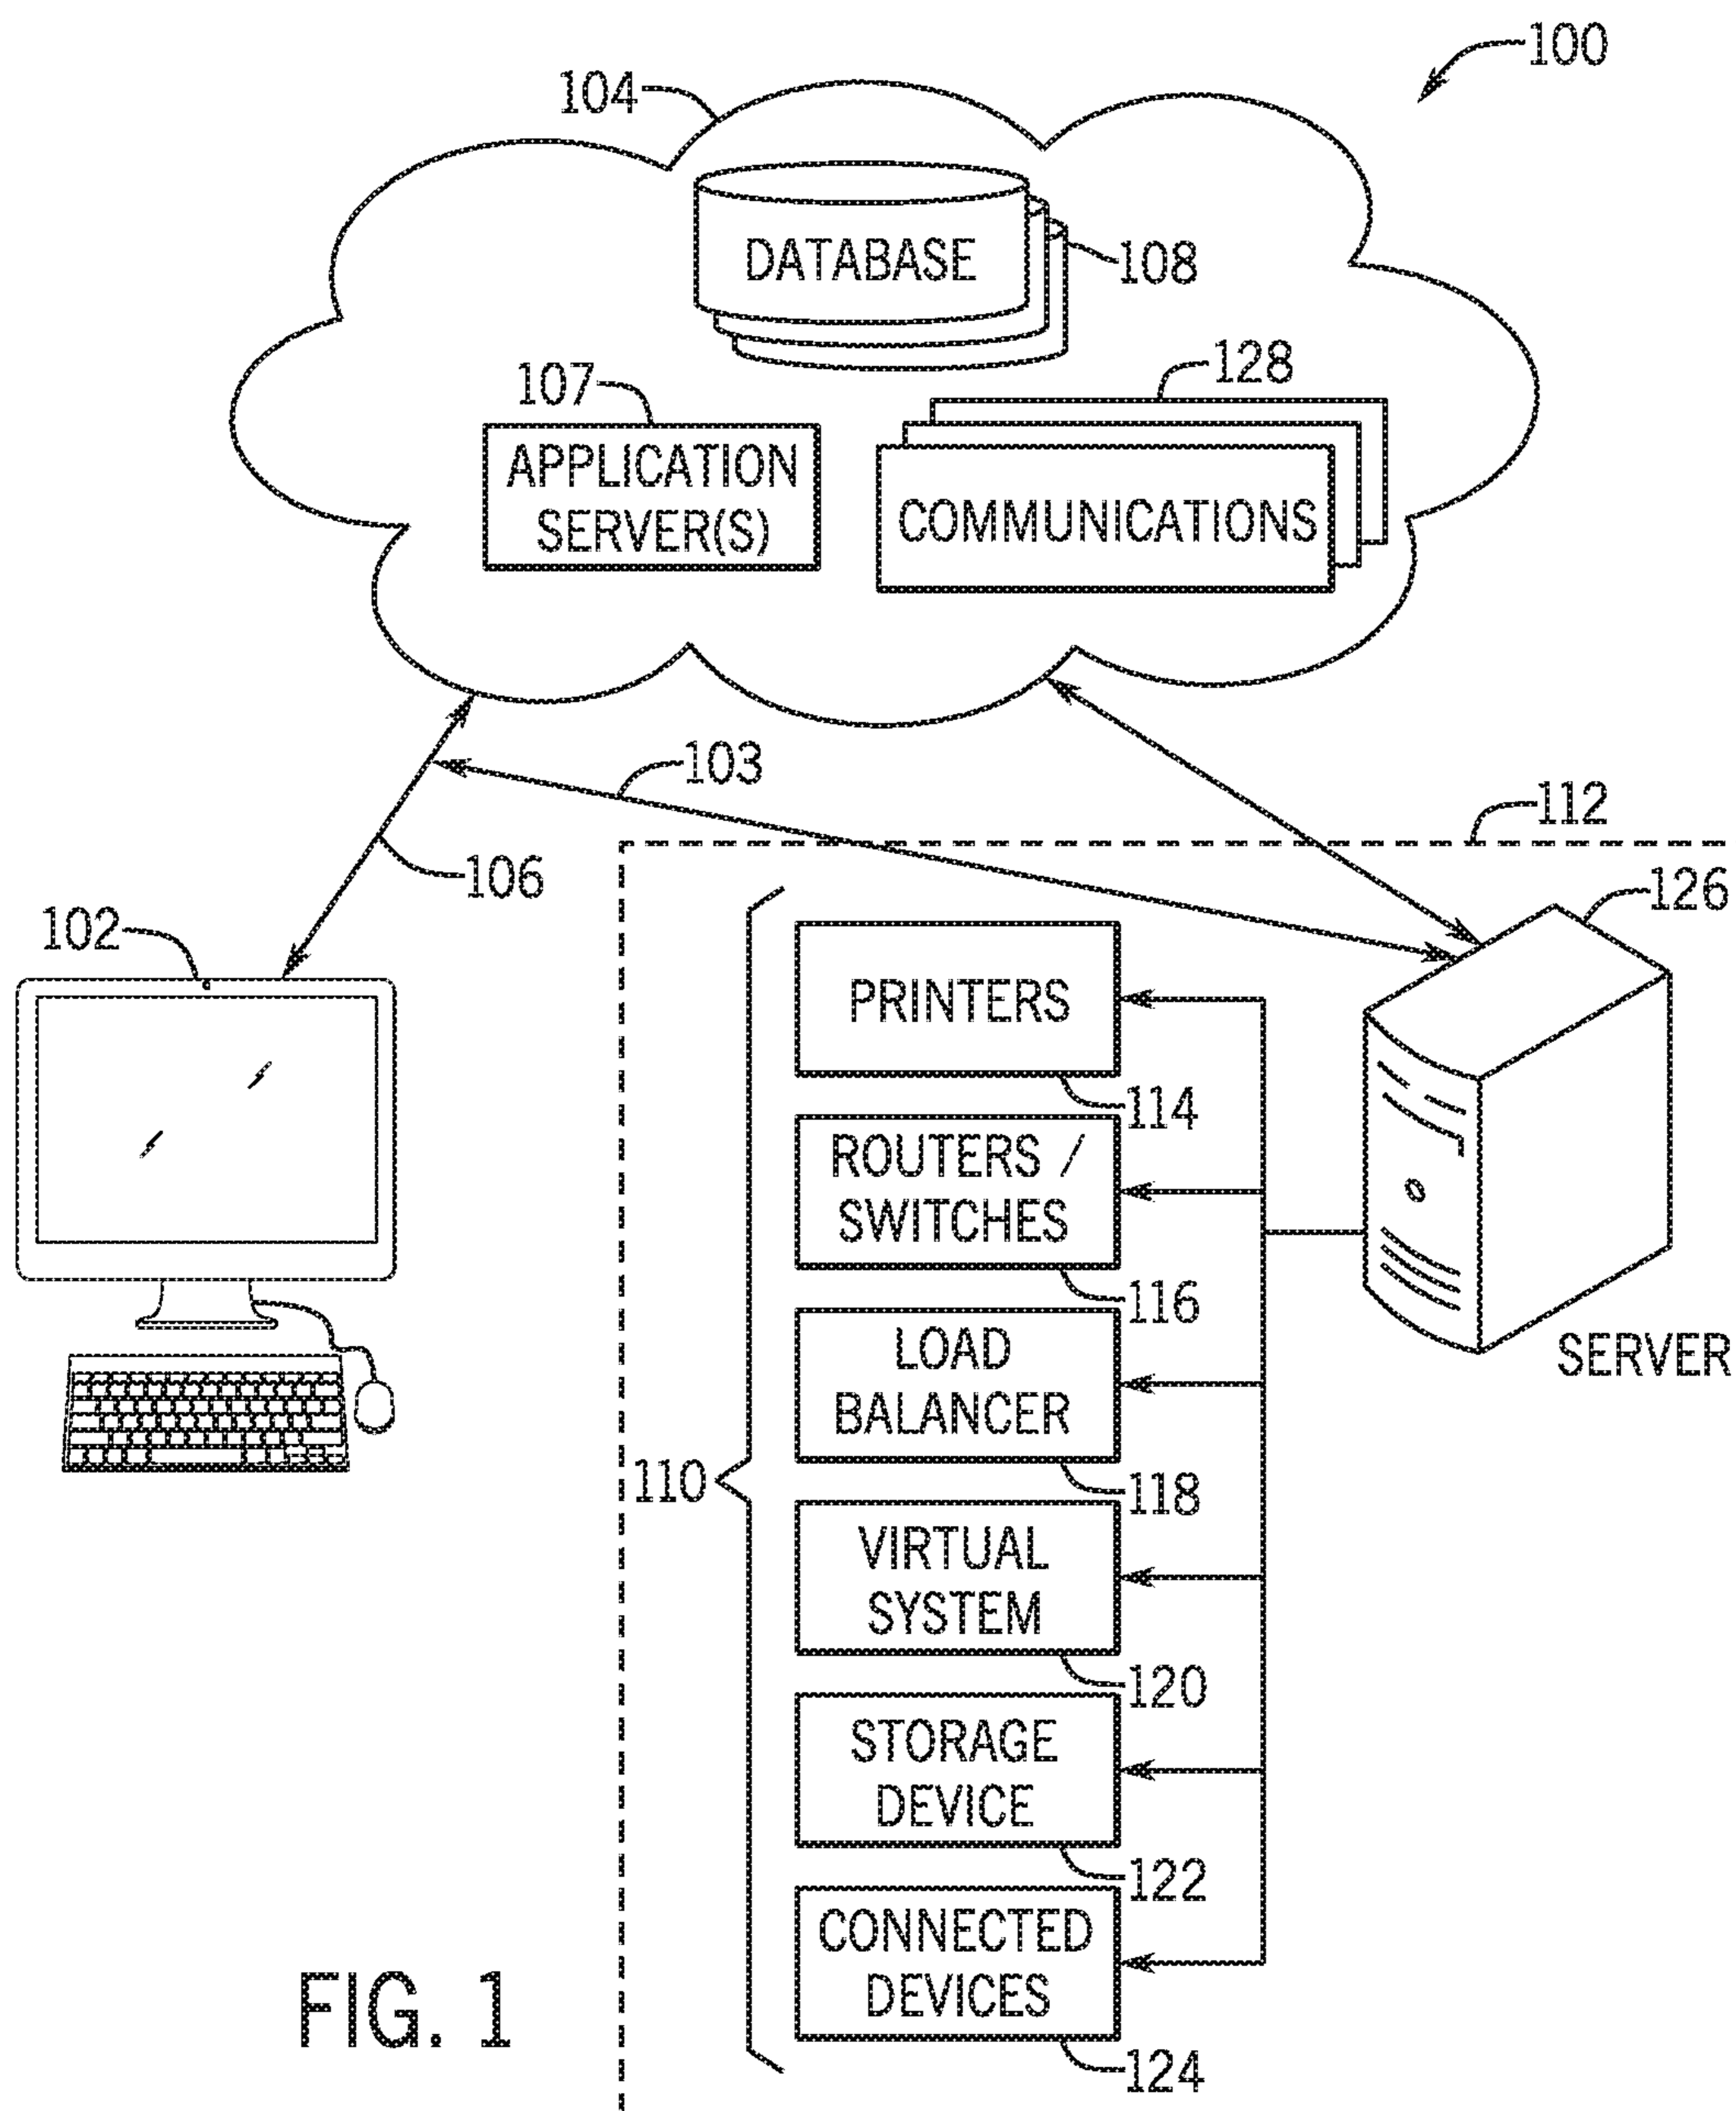 100
104
DATABASE
108
107
128
APPLICATION
SERVER(S)
COMMUNICATIONS
103
106
112
126
102
PRINTERS
114
ROUTERS /
SWITCHES
116
LOAD
BALANCER
SERVER
110
118
VIRTUAL
SYSTEM
120
STORAGE
DEVICE
122
CONNECTED
DEVICES
124
FIG. 1